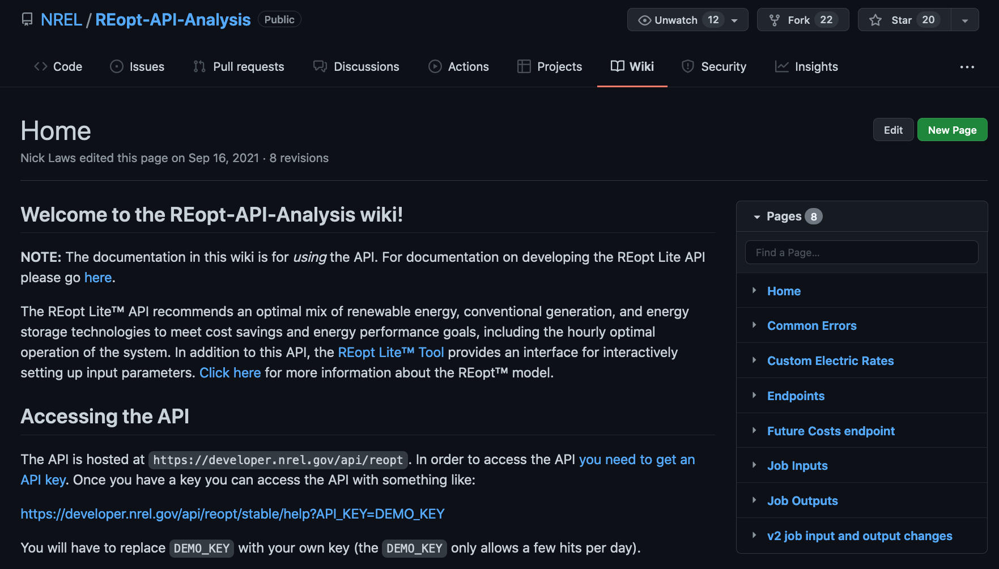 NREL / REopt-API-Analysis Public
Unwatch 12
Fork 22
Star 20
Code
Issues
Pull requests
Discussions
Actions
Projects
Wiki
Security
Insights
Home
Edit
New Page
Nick Laws edited this page on Sep 16, 2021 · 8 revisions
Welcome to the REopt-API-Analysis wiki!
NOTE: The documentation in this wiki is for using the API. For documentation on developing the REopt Lite API
please go here.
The REopt Lite™ API recommends an optimal mix of renewable energy, conventional generation, and energy
storage technologies to meet cost savings and energy performance goals, including the hourly optimal
operation of the system. In addition to this API, the REopt Lite™ Tool provides an interface for interactively
setting up input parameters. Click here for more information about the REopt™ model.
Accessing the API
The API is hosted at https://developer.nrel.gov/api/reopt. In order to access the API you need to get an
API key. Once you have a key you can access the API with something like:
https://developer.nrel.gov/api/reopt/stable/help?API_KEY=DEMO_KEY
You will have to replace DEMO_KEY with your own key (the DEMO_KEY only allows a few hits per day).
Pages 8
Find a Page...
Home
Common Errors
Custom Electric Rates
Endpoints
Future Costs endpoint
Job Inputs
Job Outputs
v2 job input and output changes